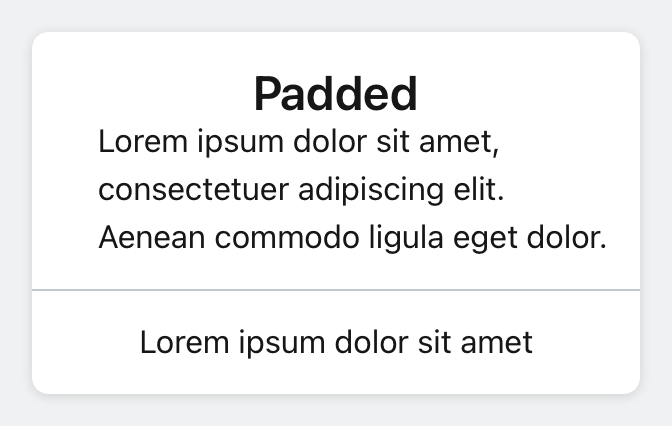 Padded
Lorem ipsum dolor sit amet,
consectetuer adipiscing elit.
Aenean commodo ligula eget dolor.
Lorem ipsum dolor sit amet